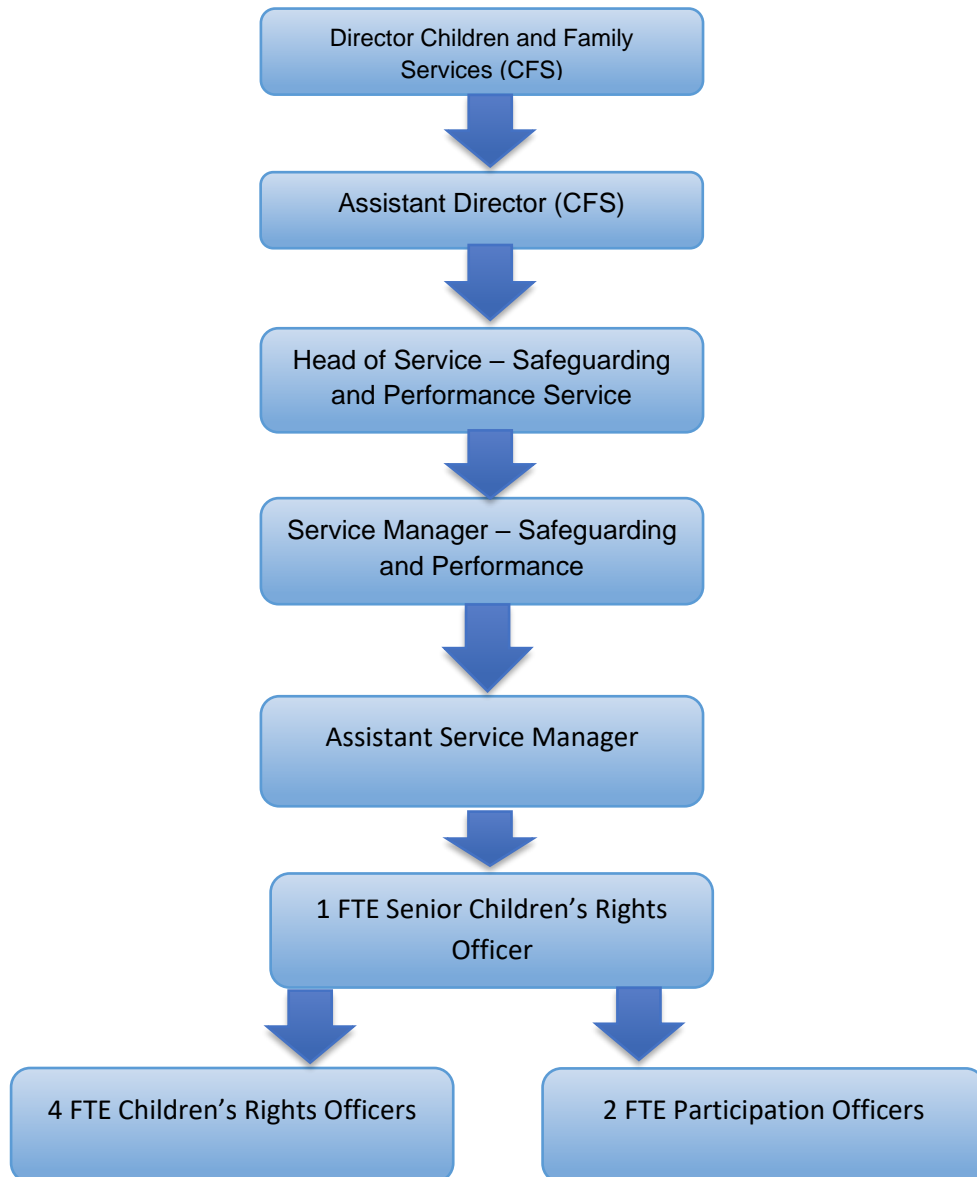 Director Children and Family
Services (CFS)
Assistant Director (CFS)
Head of Service – Safeguarding
and Performance Service
Service Manager – Safeguarding
and Performance
Assistant Service Manager
1 FTE Senior Children’s Rights
Officer
4 FTE Children’s Rights Officers
2 FTE Participation Officers